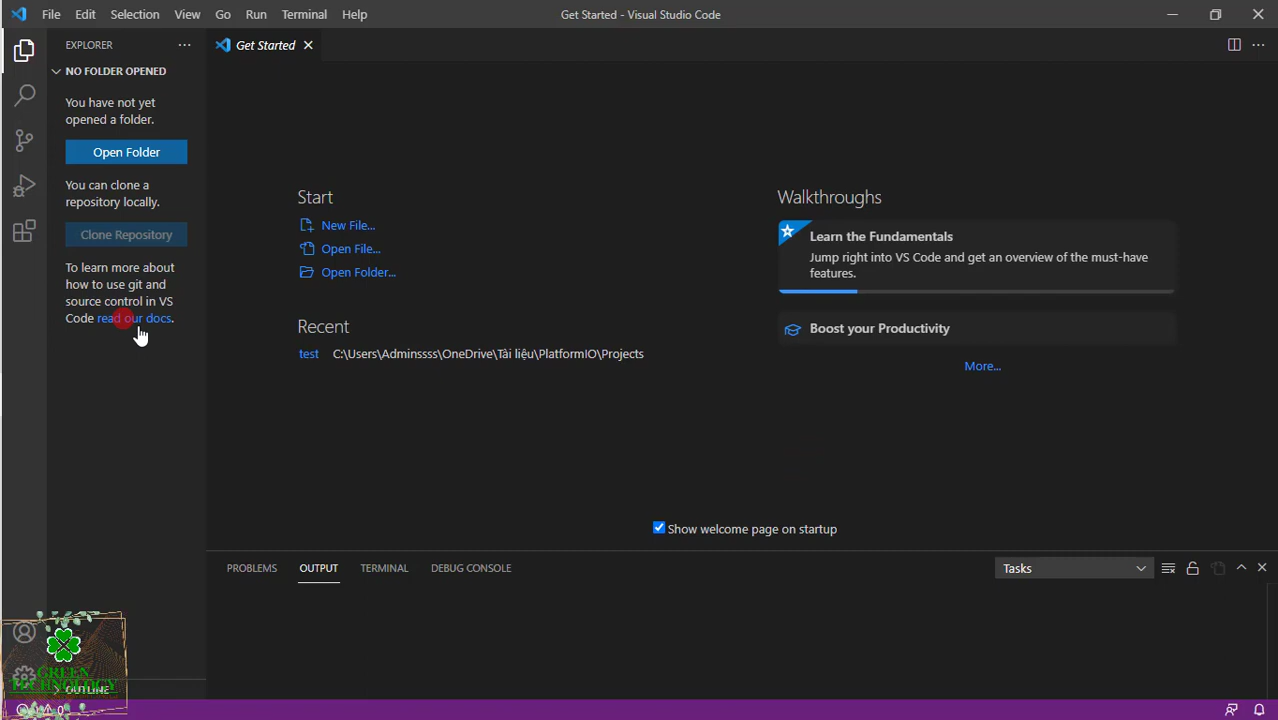 File Edit Selection View Go Run Terminal Help
Get Started - Visual Studio Code
EXPLORER
Get Started
NO FOLDER OPENED
You have not yet
opened a folder.
Open Folder
You can clone a
repository locally.
Clone Repository
To learn more about
how to use git and
source control in VS
Code read our docs.
Start
New File...
Open File...
Open Folder...
Recent
test C:\Users\Adminssss\OneDrive\Tài liệu\PlatformIO\Projects
Walkthroughs
Learn the Fundamentals
Jump right into VS Code and get an overview of the must-have
features.
Boost your Productivity
More...
Show welcome page on startup
PROBLEMS OUTPUT TERMINAL DEBUG CONSOLE
Tasks
GREEN
TECHNOLOGY
OUTLINE
0